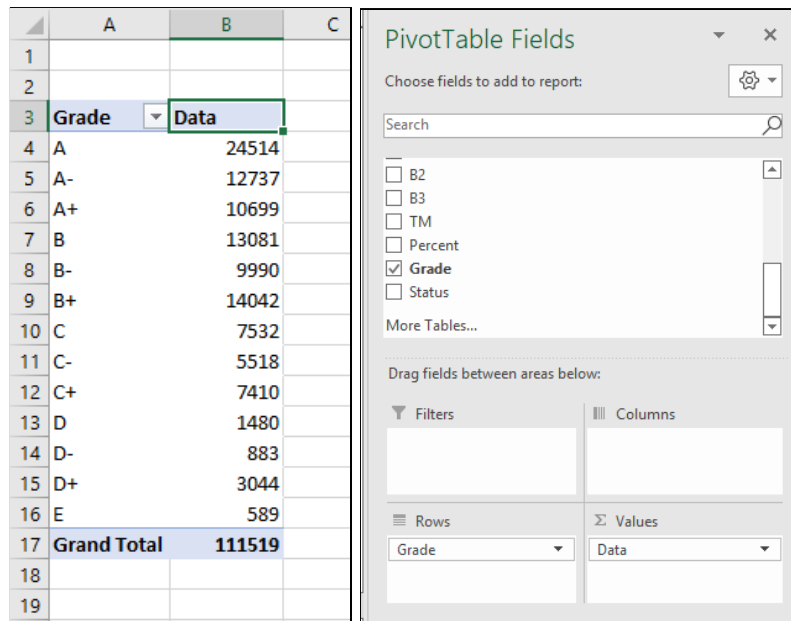 A B C
1
2
3 Grade Data
4 A 24514
5 A- 12737
6 A+ 10699
7 B 13081
8 B- 9990
9 B+ 14042
10 C 7532
11 C- 5518
12 C+ 7410
13 D 1480
14 D- 883
15 D+ 3044
16 E 589
17 Grand Total 111519
18
19
PivotTable Fields
Choose fields to add to report:
Search
B2
B3
TM
Percent
Grade
Status
More Tables...
Drag fields between areas below:
Filters
Columns
Rows
Σ Values
Grade
Data